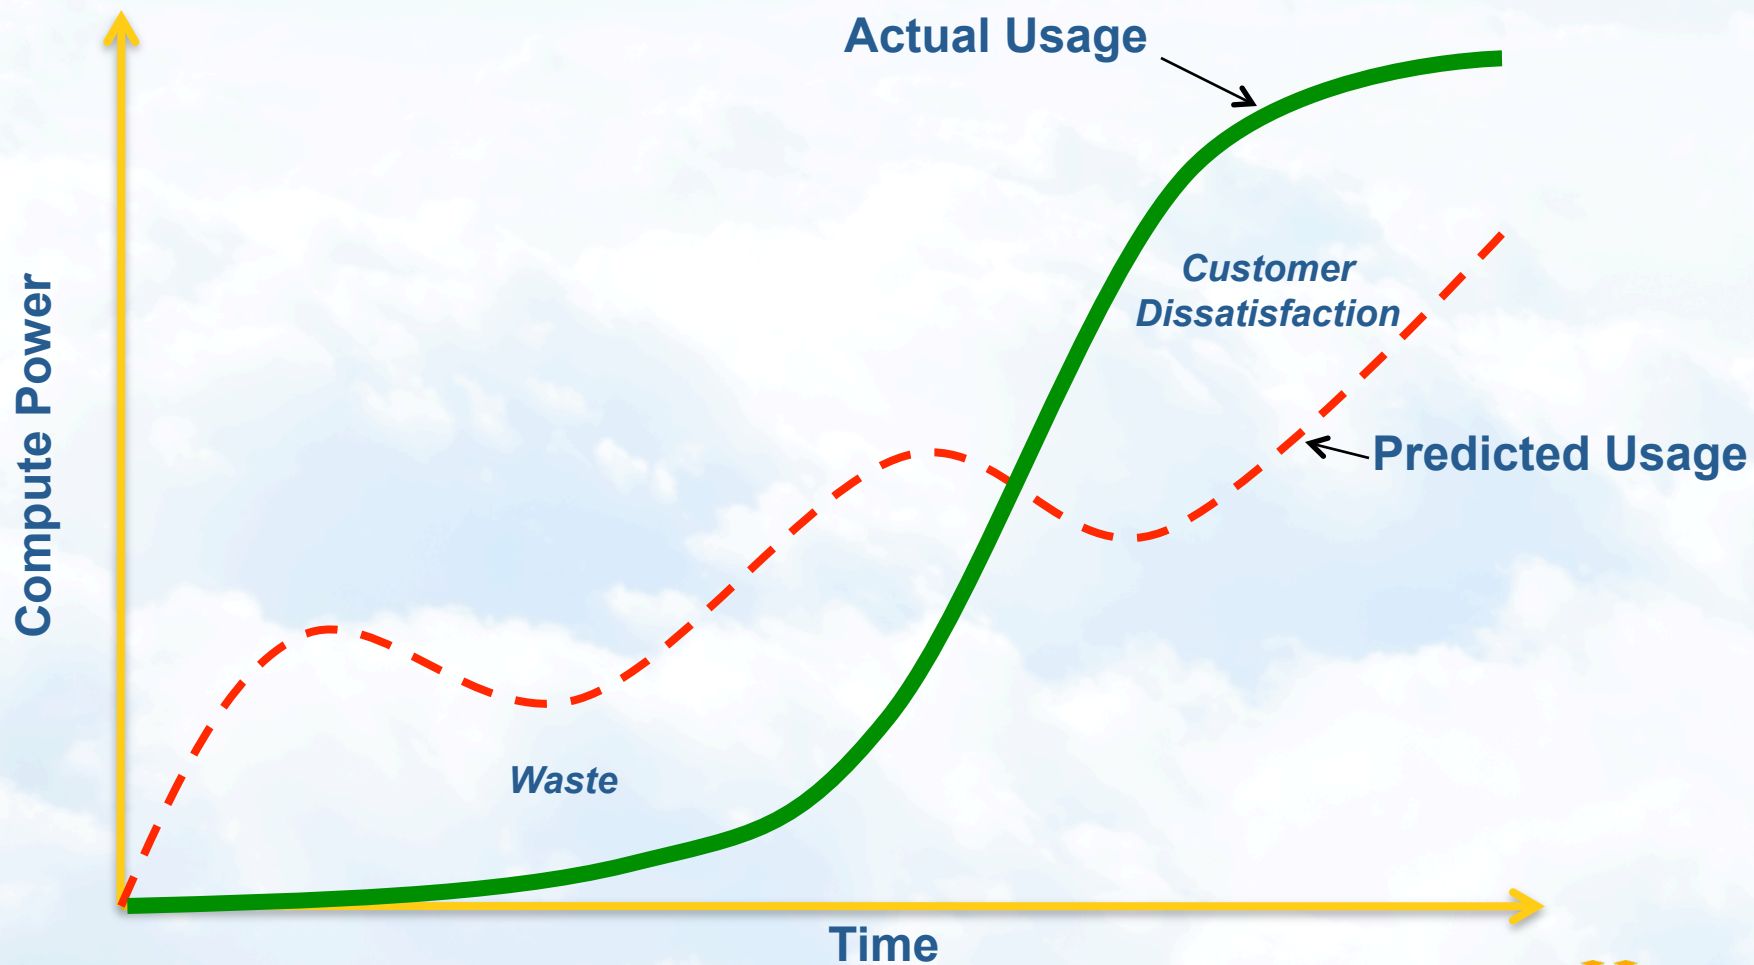 Actual Usage
Customer
Dissatisfaction
Predicted Usage
Compute Power
Waste
Time